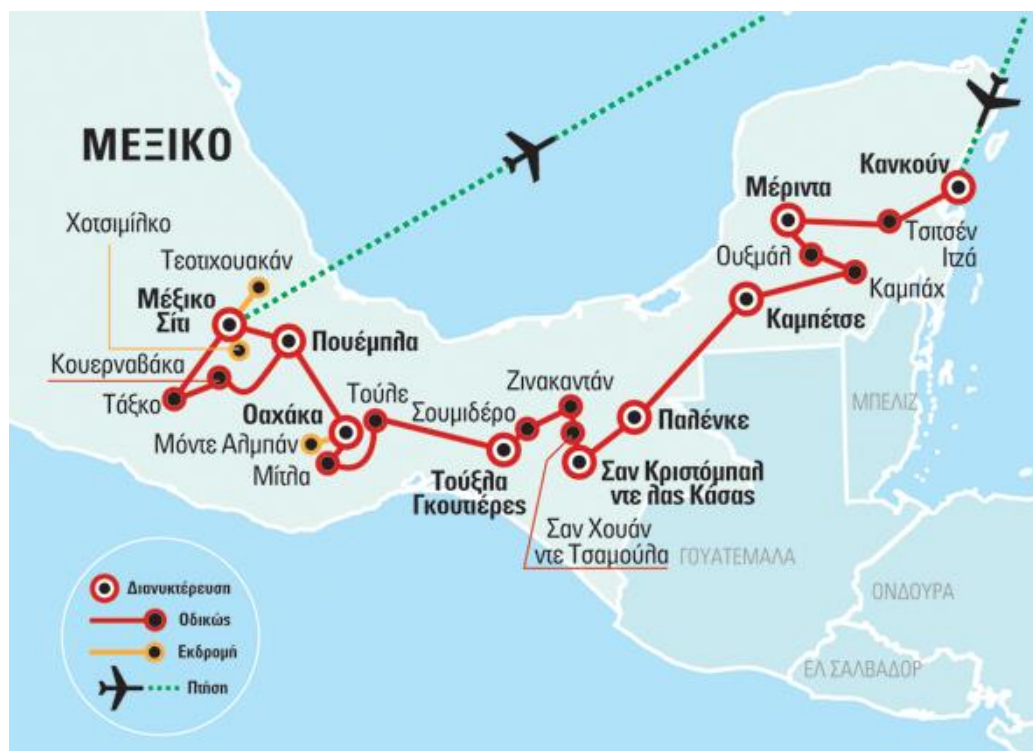 ΜΕΞΙΚΟ
Χοτσιμίλκο
Τεοτιχουακάν
Μέξικο
Σίτι
Πουέμπλα
Κουερναβάκα
Τάξκο
Οαχάκα
Μόντε Αλμπάν
Μίτλα
Τούλε
Σουμιδέρο
Ζινακαντάν
Τούξλα
Γκουτιέρες
Σαν Χουάν
ντε Τσαμούλα
Σαν Κριστόμπαλ
ντε λας Κάσας
Παλένκε
Καμπέτσε
Καμπάχ
Ουξμάλ
Μέριντα
Τσιτσέν
Ιτζά
Κανκούν
ΜΠΕΛΙΖ
ΓΟΥΑΤΕΜΑΛΑ
ΟΝΔΟΥΡΑ
ΕΛ ΣΑΛΒΑΔΟΡ
Διανυκτέρευση
Οδικώς
Εκδρομή
Πτήση